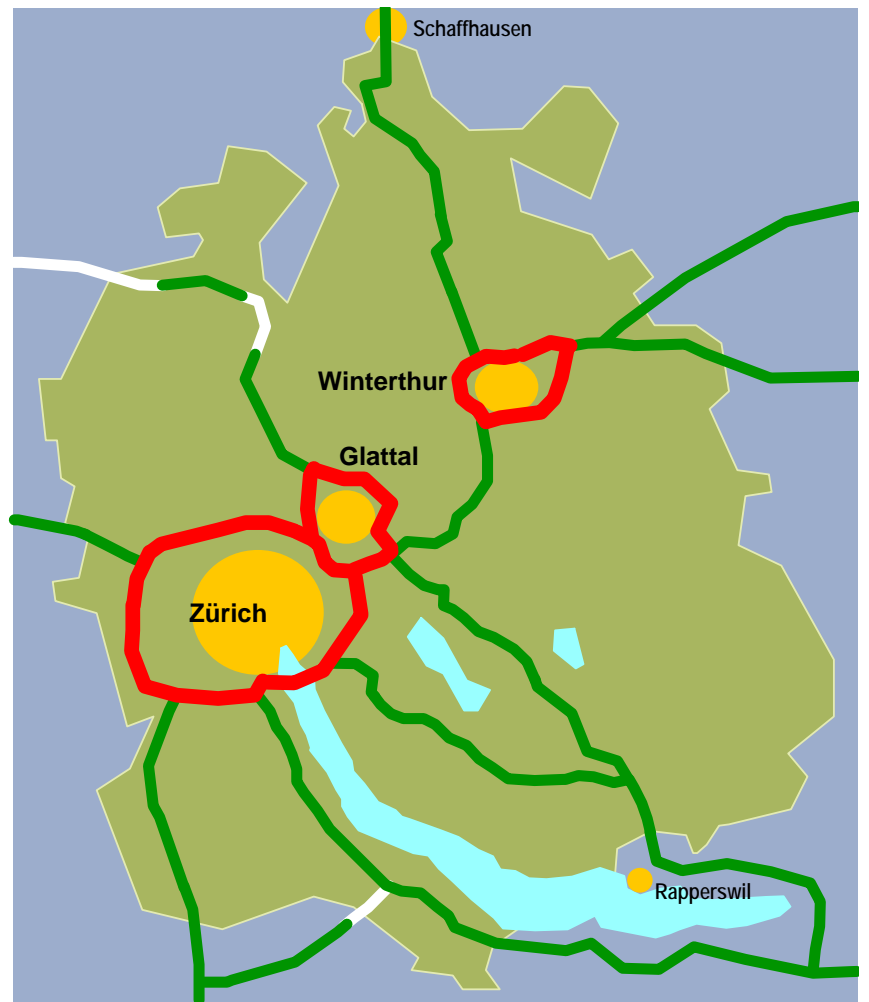 Schaffhausen
Winterthur
Glattal
Zürich
Rapperswil